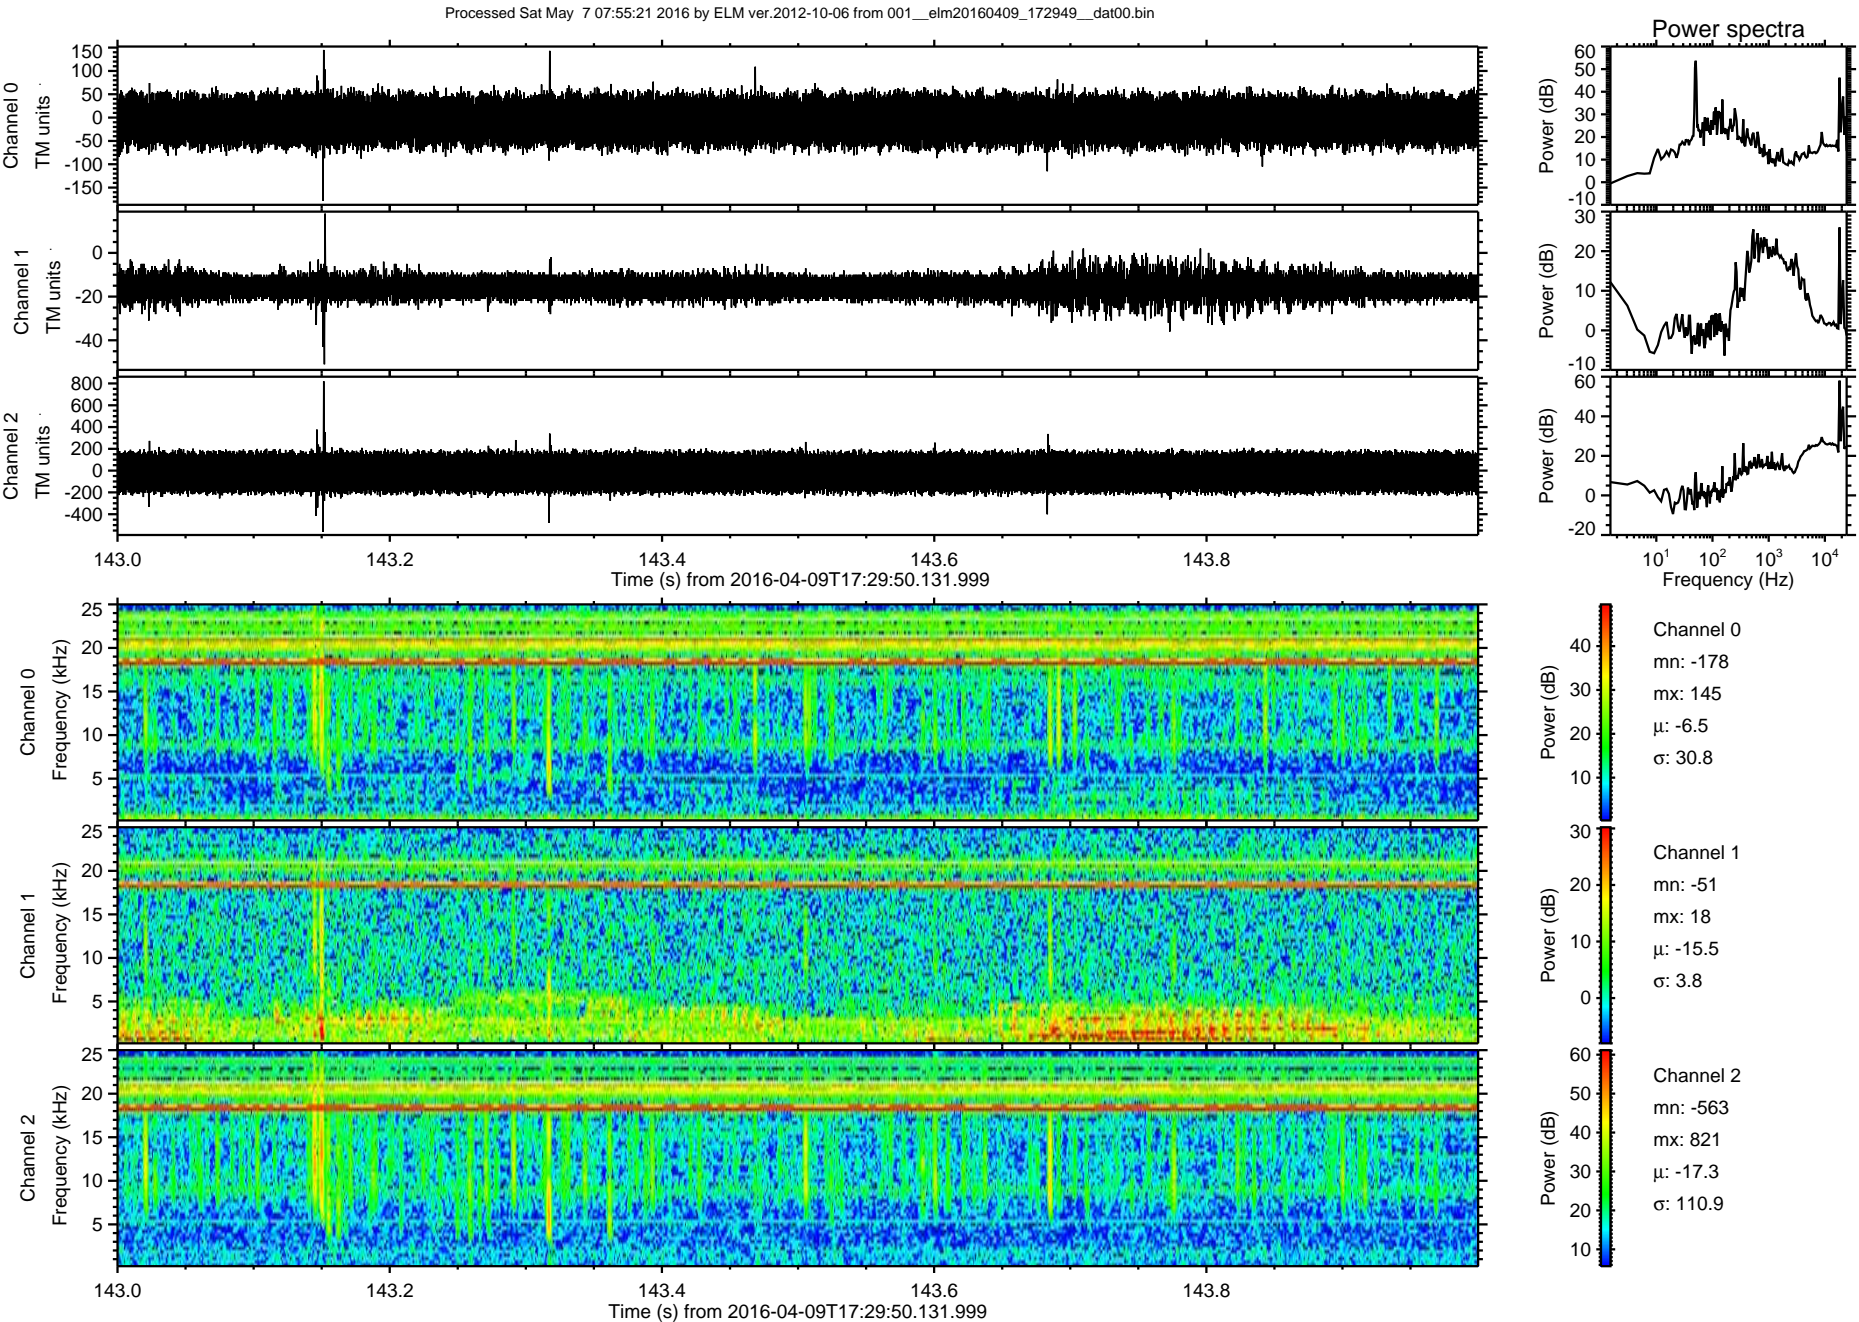 Processed Sat May  7 07:55:21 2016 by ELM ver.2012-10-06 from 001__elm20160409_172949__dat00.bin
Power spectra
Channel 0
TM units
150
100
50
0
-50
-100
-150
Power (dB)
60
50
40
30
20
10
0
-10
Channel 1
TM units
0
-20
-40
Power (dB)
30
20
10
0
-10
Channel 2
TM units
800
600
400
200
0
-200
-400
Power (dB)
60
40
20
0
-20
143.0 143.2 143.4 143.6 143.8
Time (s) from 2016-04-09T17:29:50.131.999
10^1 10^2 10^3 10^4
Frequency (Hz)
Channel 0
Frequency (kHz)
25
20
15
10
5
Power (dB)
40
30
20
10
Channel 0
mn: -178
mx: 145
μ: -6.5
σ: 30.8
Channel 1
Frequency (kHz)
25
20
15
10
5
Power (dB)
30
20
10
0
Channel 1
mn: -51
mx: 18
μ: -15.5
σ: 3.8
Channel 2
Frequency (kHz)
25
20
15
10
5
Power (dB)
60
50
40
30
20
10
Channel 2
mn: -563
mx: 821
μ: -17.3
σ: 110.9
143.0 143.2 143.4 143.6 143.8
Time (s) from 2016-04-09T17:29:50.131.999